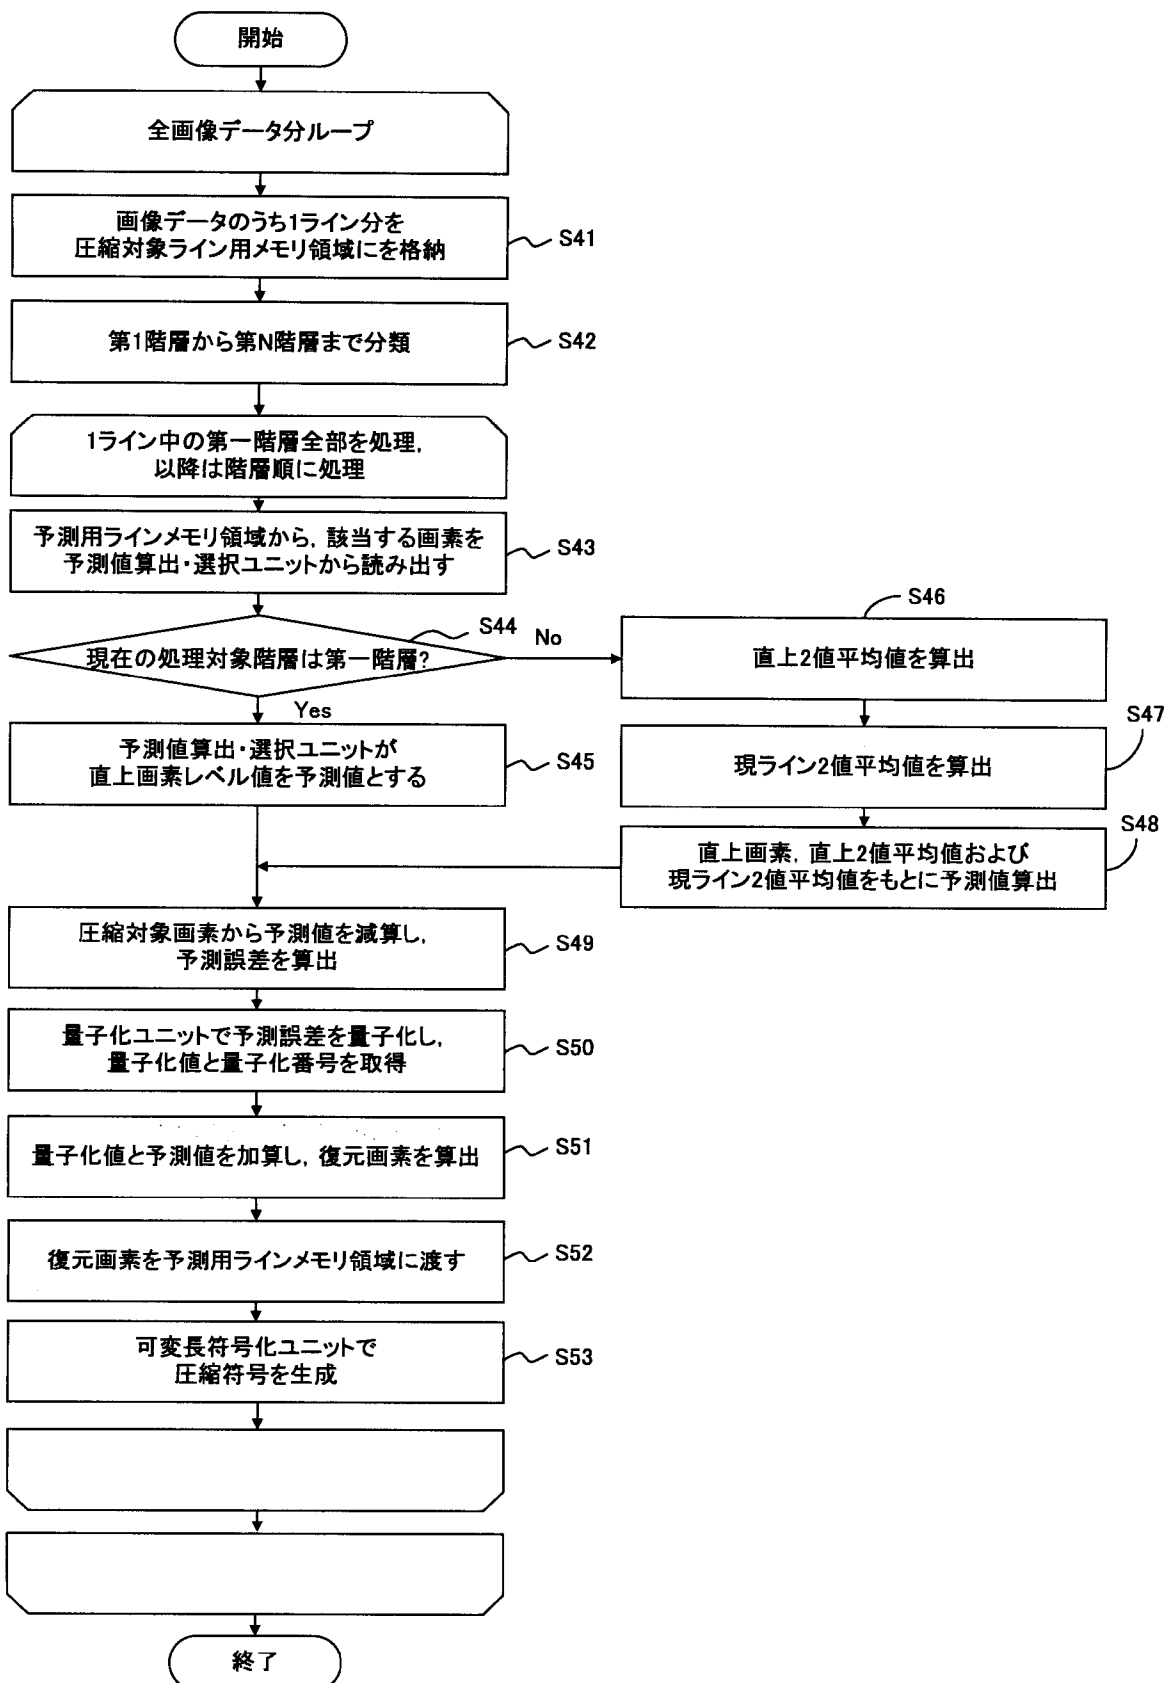 開始
全画像データ分ループ
画像データのうち1ライン分を
圧縮対象ライン用メモリ領域にを格納
S41
第1階層から第N階層まで分類
S42
1ライン中の第一階層全部を処理,
以降は階層順に処理
予測用ラインメモリ領域から, 該当する画素を
予測値算出・選択ユニットから読み出す
S43
現在の処理対象階層は第一階層?
S44
No
Yes
予測値算出・選択ユニットが
直上画素レベル値を予測値とする
S45
直上2値平均値を算出
S46
現ライン2値平均値を算出
S47
直上画素, 直上2値平均値および
現ライン2値平均値をもとに予測値算出
S48
圧縮対象画素から予測値を減算し,
予測誤差を算出
S49
量子化ユニットで予測誤差を量子化し,
量子化値と量子化番号を取得
S50
量子化値と予測値を加算し, 復元画素を算出
S51
復元画素を予測用ラインメモリ領域に渡す
S52
可変長符号化ユニットで
圧縮符号を生成
S53
終了